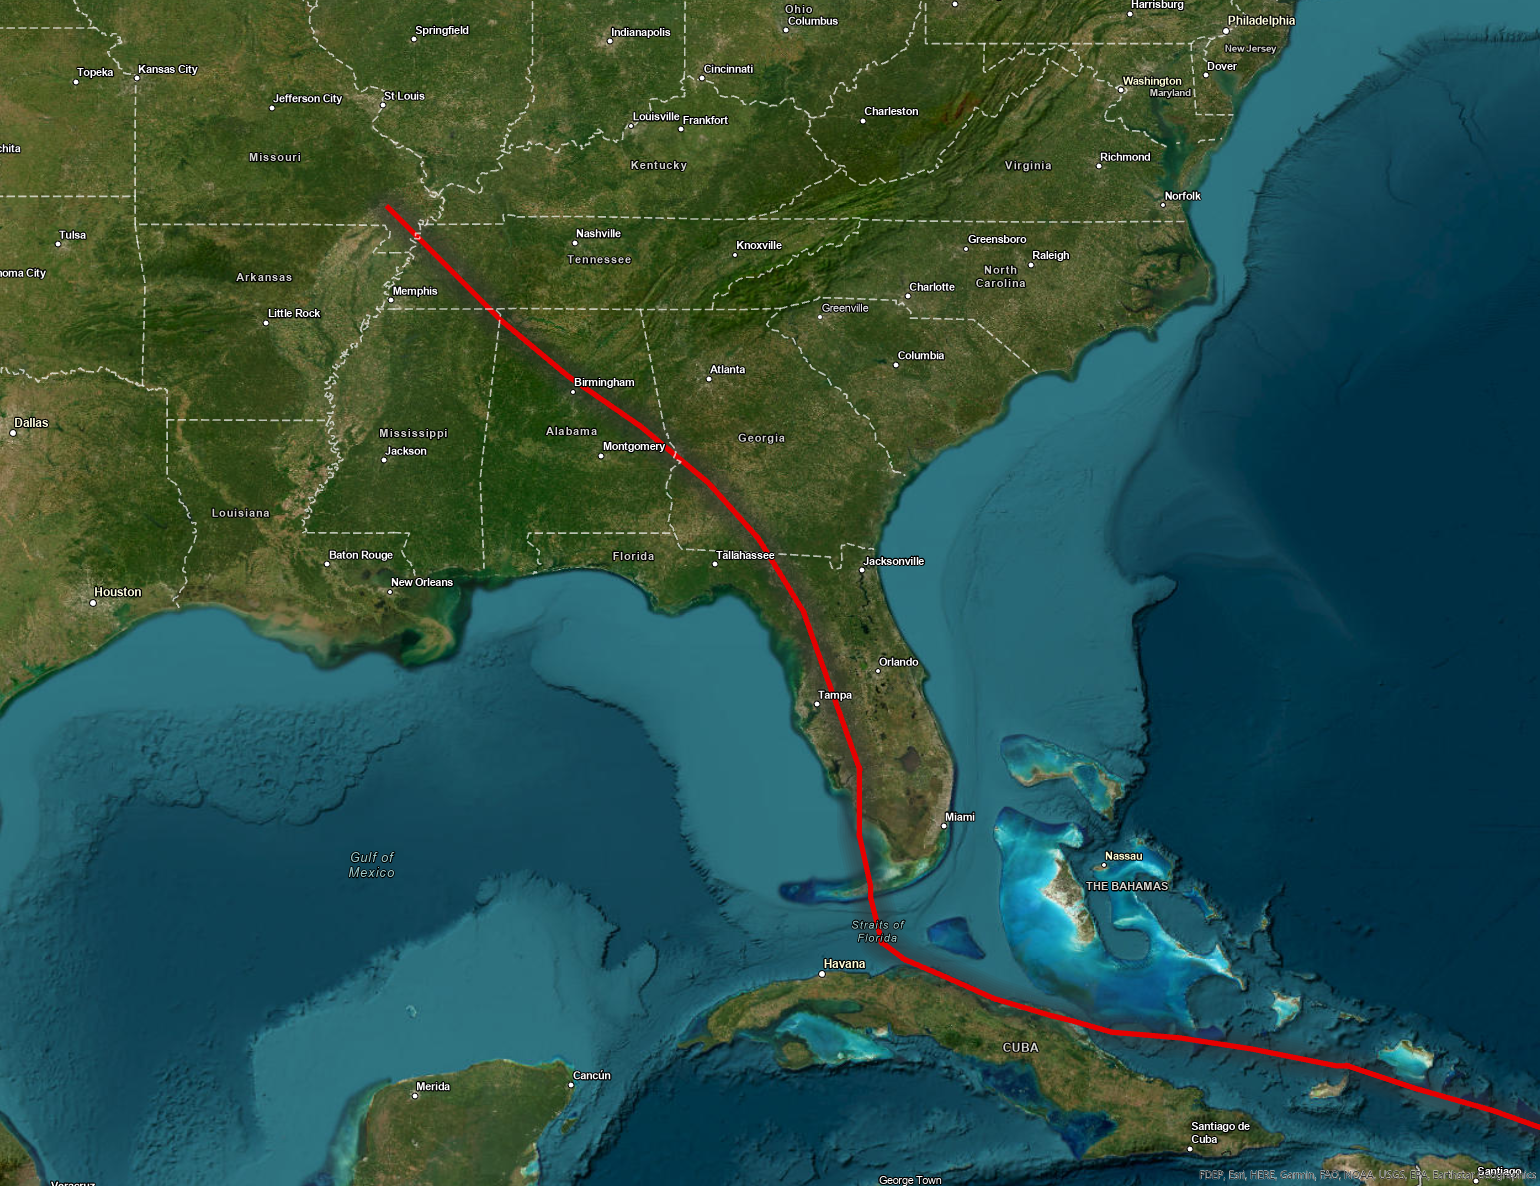 Ohio
Columbus
Harrisburg
Philadelphia
Springfield
Indianapolis
New Jersey
Topeka
Kansas City
Cincinnati
Dover
Washington
Maryland
Jefferson City
St Louis
Charleston
Louisville
Frankfort
chita
Missouri
Kentucky
Virginia
Richmond
Norfolk
Tulsa
Nashville
Knoxville
Greensboro
Tennessee
Raleigh
oma City
Arkansas
North
Carolina
Memphis
Charlotte
Little Rock
Greenville
Columbia
Atlanta
Birmingham
Dallas
Mississippi
Alabama
Georgia
Jackson
Montgomery
Louisiana
Baton Rouge
Florida
Tallahassee
Jacksonville
New Orleans
Houston
Orlando
Tampa
Miami
Gulf of
Mexico
Nassau
THE BAHAMAS
Straits of
Florida
Havana
CUBA
Cancún
Merida
Santiago de
Cuba
Santiago
George Town
Veracruz
FDEP, Esri, HERE, Garmin, FAO, NOAA, USGS, EPA, Earthstar Geographics